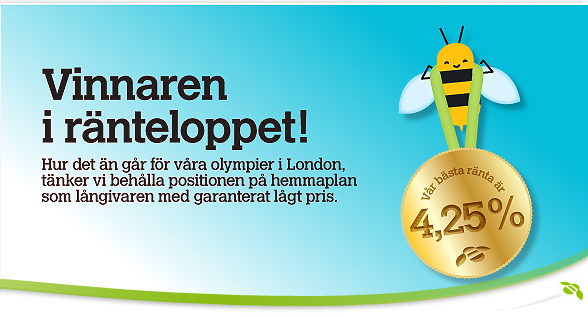 Vinnaren
i ränteloppet!
Hur det än går för våra olympier i London,
tänker vi behålla positionen på hemmaplan
som långivaren med garanterat lågt pris.
Vår bästa ränta är
4,25%